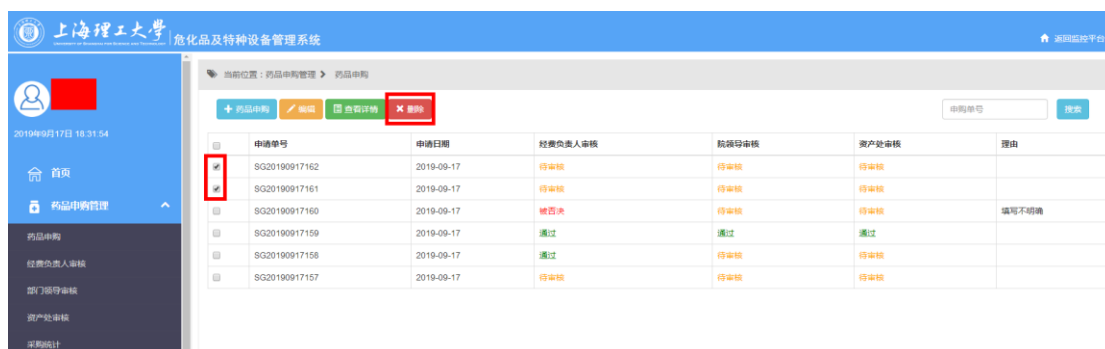 上海理工大学 危化品及特种设备管理系统
返回监控平台
当前位置：药品申购管理 药品申购
药品申购 编辑 查看详情 删除 申购单号 搜索
2019年9月17日 18:31:54
首页
药品申购管理
药品申购
经费负责人审核
部门领导审核
资产处审核
采购统计
申请单号 申请日期 经费负责人审核 院领导审核 资产处审核 理由
SG20190917162 2019-09-17 待审核 待审核 待审核
SG20190917161 2019-09-17 待审核 待审核 待审核
SG20190917160 2019-09-17 被否决 待审核 待审核 填写不明确
SG20190917159 2019-09-17 通过 通过 通过
SG20190917158 2019-09-17 通过 待审核 待审核
SG20190917157 2019-09-17 待审核 待审核 待审核